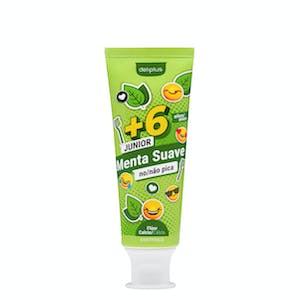 deliplus
+6
JUNIOR
Menta Suave
no/não pica
Flúor
Calcio/Cálcio
DENTÍFRICO